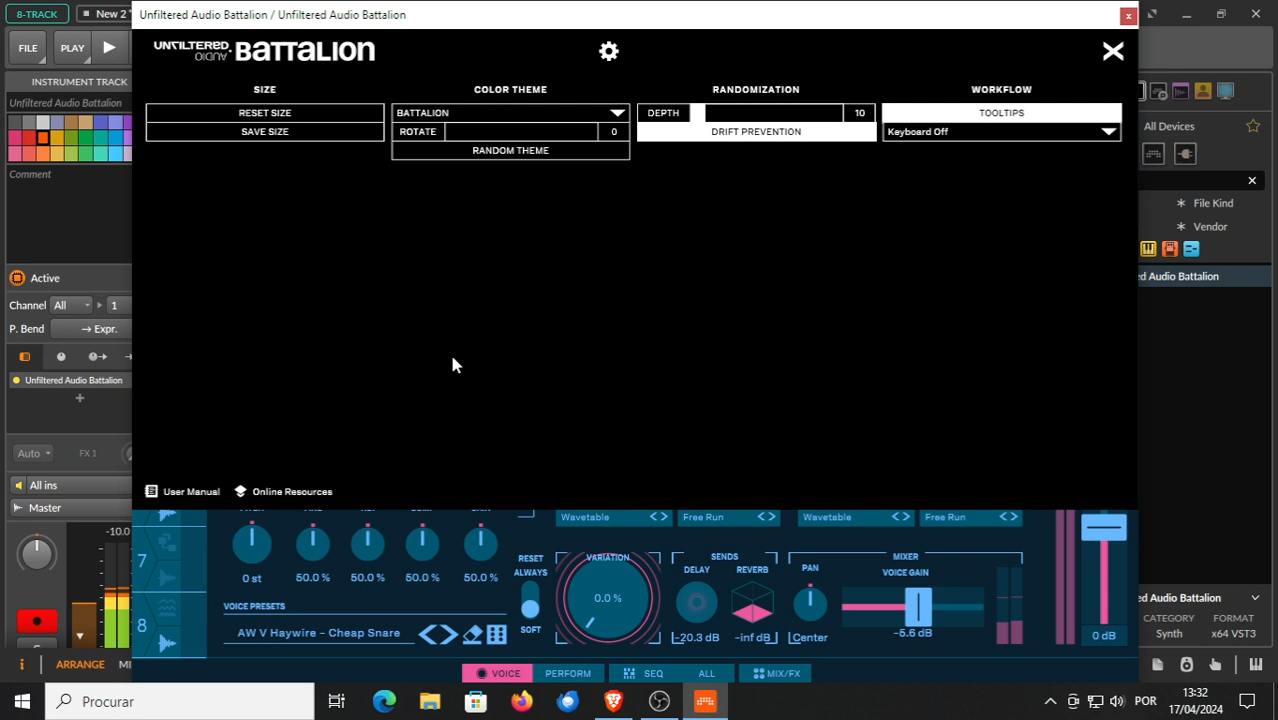 8-TRACK
New 2
Unfiltered Audio Battalion / Unfiltered Audio Battalion
x
FILE
PLAY
UNFILTERED AUDIO BATTALION
INSTRUMENT TRACK
Unfiltered Audio Battalion
Comment
SIZE
RESET SIZE
SAVE SIZE
COLOR THEME
BATTALION
ROTATE
0
RANDOM THEME
RANDOMIZATION
DEPTH
10
DRIFT PREVENTION
WORKFLOW
TOOLTIPS
Keyboard Off
All Devices
File Kind
Vendor
d Audio Battalion
Active
Channel All 1
P. Bend → Expr.
Unfiltered Audio Battalion
Auto
FX 1
All ins
Master
-10.0
User Manual
Online Resources
Wavetable
Free Run
Wavetable
Free Run
7
0 st
50.0 %
50.0 %
50.0 %
50.0 %
RESET
ALWAYS
SOFT
VARIATION
0.0 %
SENDS
DELAY
REVERB
-20.3 dB
-inf dB
MIXER
PAN
VOICE GAIN
Center
-5.6 dB
0 dB
8
VOICE PRESETS
AW V Haywire – Cheap Snare
ed Audio Battalion
CATEGORY
Synth
FORMAT
x64 VST3
ARRANGE
MI
VOICE
PERFORM
SEQ
ALL
MIX/FX
Procurar
POR
13:32
17/04/2024